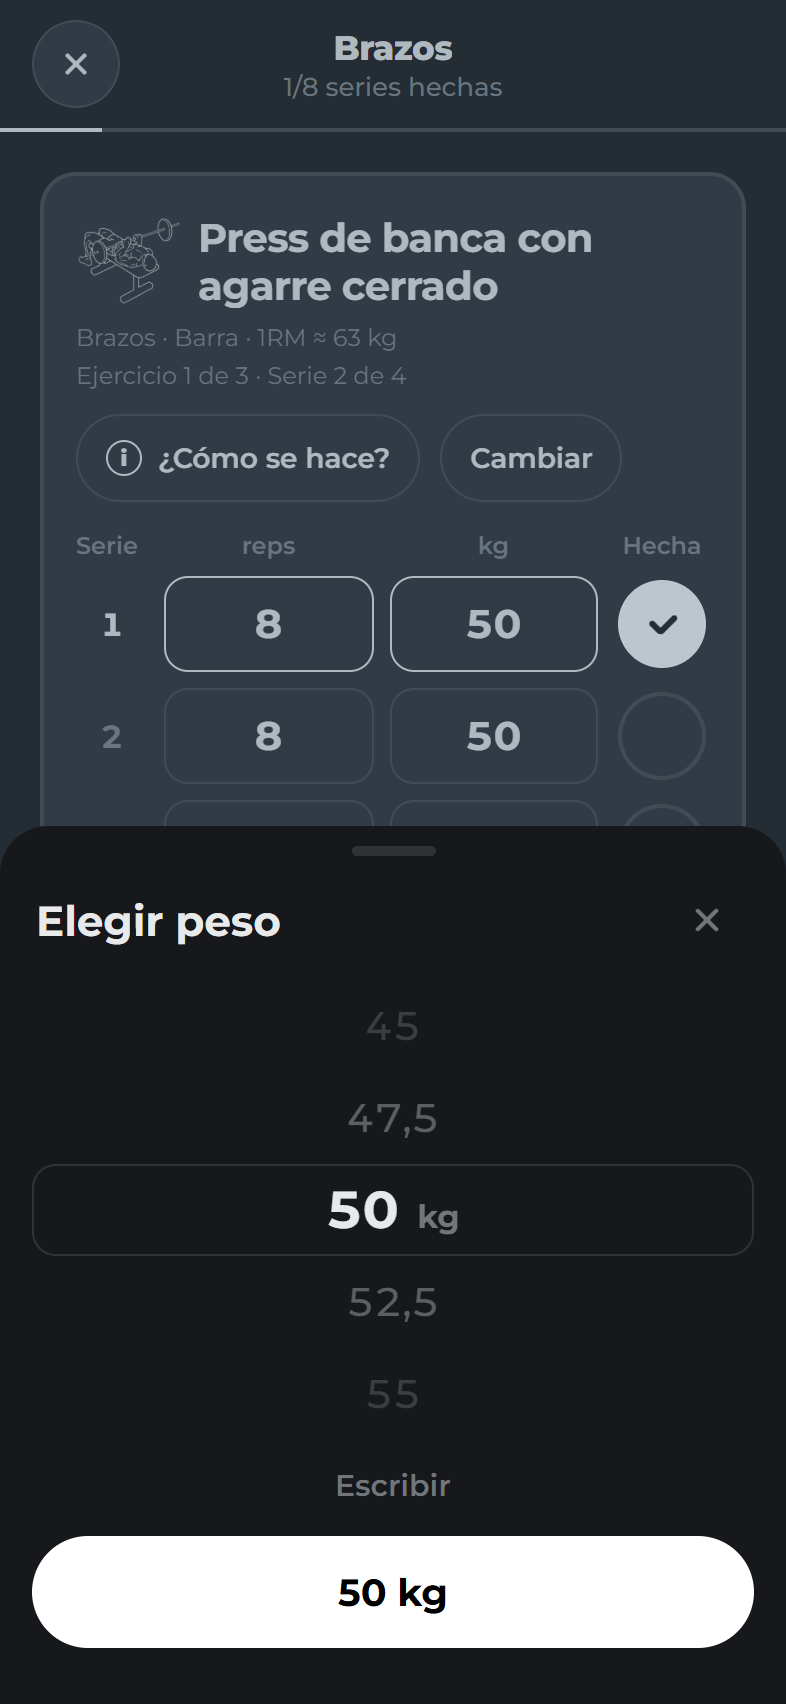 Brazos
1/8 series hechas
Press de banca con
agarre cerrado
Brazos · Barra · 1RM ≈ 63 kg
Ejercicio 1 de 3 · Serie 2 de 4
¿Cómo se hace?
Cambiar
Serie reps kg Hecha
1 8 50
2 8 50
Elegir peso
45
47,5
50 kg
52,5
55
Escribir
50 kg